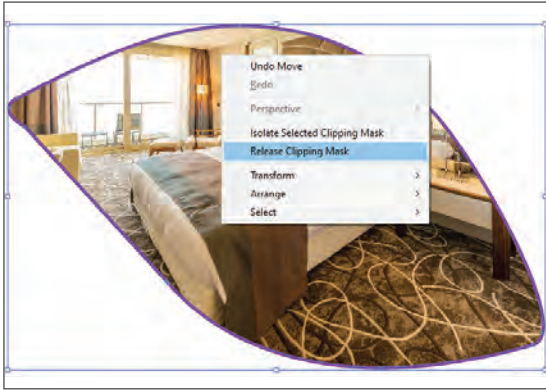 Undo Move
Redo
Perspective
Isolate Selected Clipping Mask
Release Clipping Mask
Transform
Arrange
Select